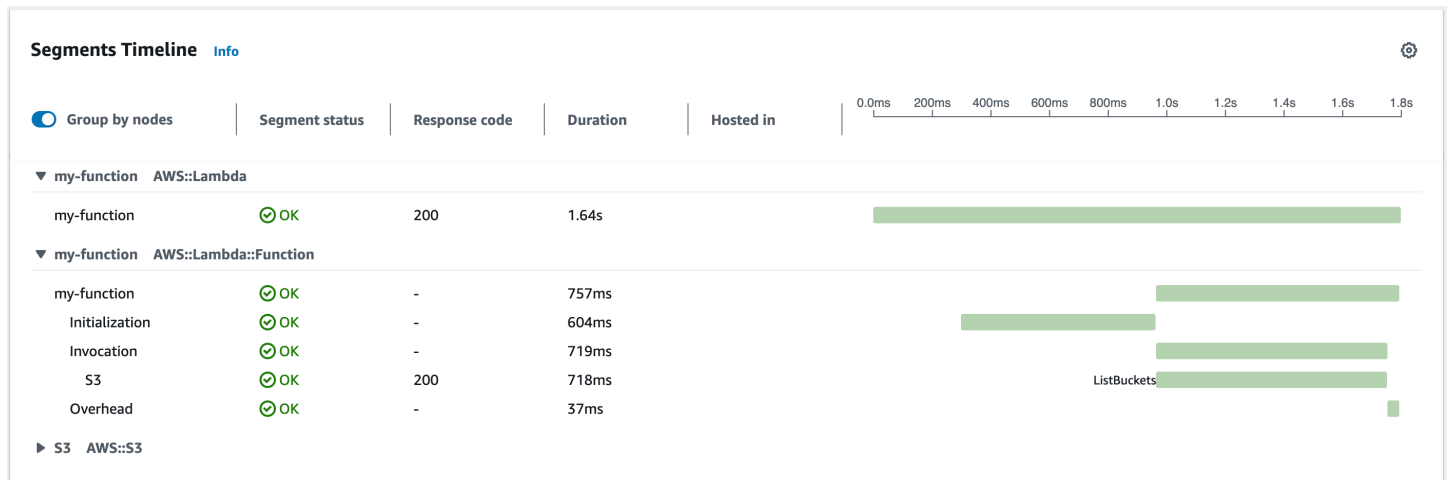 Segments Timeline Info
0.0ms 200ms 400ms 600ms 800ms 1.0s 1.2s 1.4s 1.6s 1.8s
Group by nodes Segment status Response code Duration Hosted in
my-function AWS::Lambda
my-function OK 200 1.64s
my-function AWS::Lambda::Function
my-function OK - 757ms
Initialization OK - 604ms
Invocation OK - 719ms
S3 OK 200 718ms ListBuckets
Overhead OK - 37ms
S3 AWS::S3